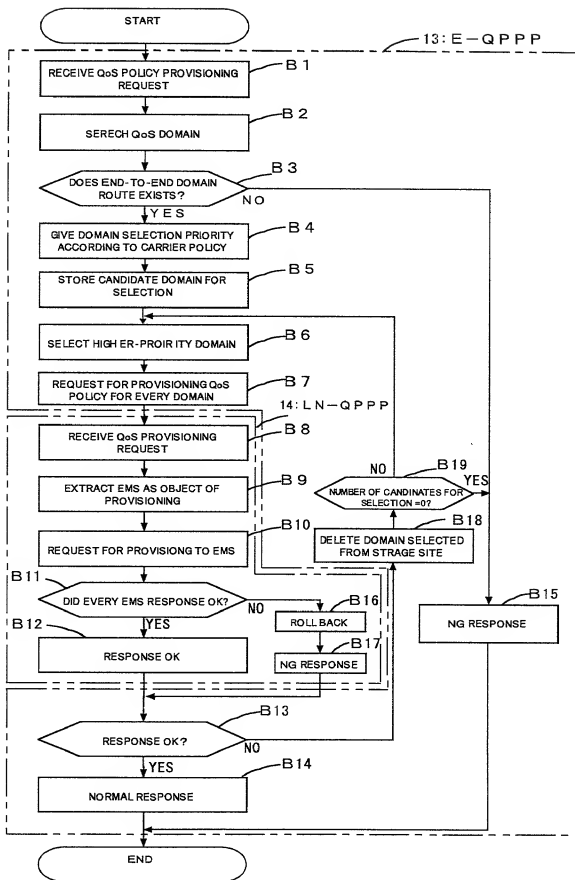 START
13:E-QPPP
B1
RECEIVE QoS POLICY PROVISIONING
REQUEST
B2
SERECH QoS DOMAIN
B3
DOES END-TO-END DOMAIN
ROUTE EXISTS?
NO
YES
B4
GIVE DOMAIN SELECTION PRIORITY
ACCORDING TO CARRIER POLICY
B5
STORE CANDIDATE DOMAIN FOR
SELECTION
B6
SELECT HIGH ER-PROIRITY DOMAIN
B7
REQUEST FOR PROVISIONING QoS
POLICY FOR EVERY DOMAIN
14:LN-QPPP
B8
RECEIVE QoS PROVISIONING
REQUEST
B9
EXTRACT EMS AS OBJECT OF
PROVISIONING
B10
REQUEST FOR PROVISIONG TO EMS
B11
DID EVERY EMS RESPONSE OK?
NO
YES
B12
RESPONSE OK
B16
ROLL BACK
B17
NG RESPONSE
B19
NO
YES
NUMBER OF CANDINATES FOR
SELECTION =0?
B18
DELETE DOMAIN SELECTED
FROM STRAGE SITE
B15
NG RESPONSE
B13
RESPONSE OK?
NO
YES
B14
NORMAL RESPONSE
END